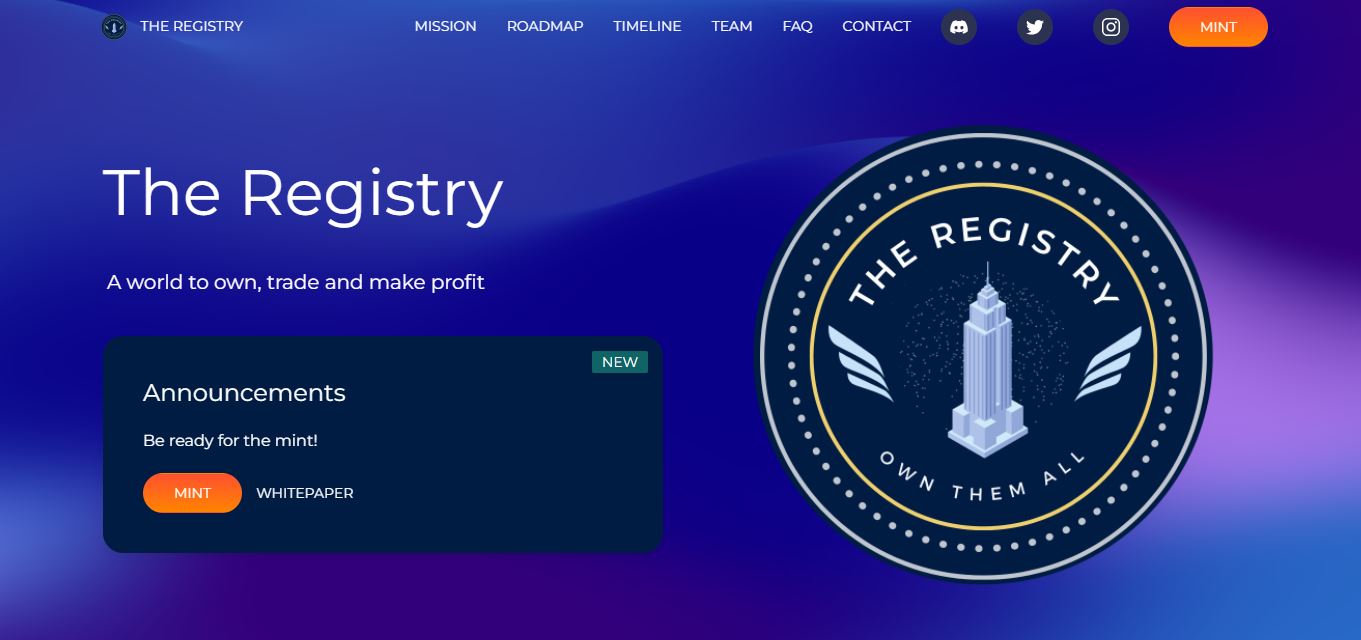 THE REGISTRY
MISSION ROADMAP TIMELINE TEAM FAQ CONTACT MINT
The Registry
A world to own, trade and make profit
NEW
Announcements
Be ready for the mint!
MINT WHITEPAPER
THE REGISTRY
OWN THEM ALL